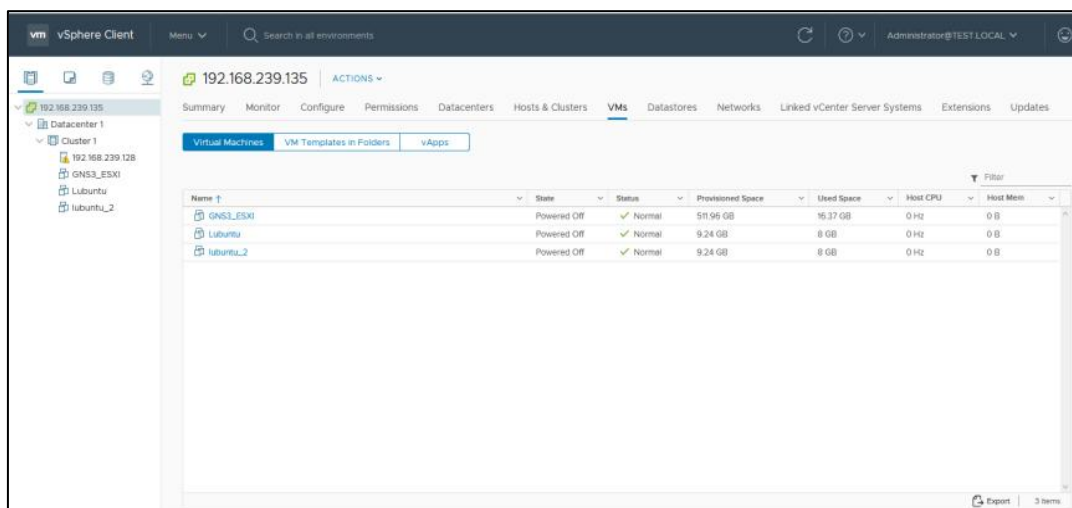 vm vSphere Client Menu Search in all environments Administrator@TEST.LOCAL
192.168.239.135 ACTIONS
Summary Monitor Configure Permissions Datacenters Hosts & Clusters VMs Datastores Networks Linked vCenter Server Systems Extensions Updates
192.168.239.135
Datacenter 1
Cluster 1
192.168.239.128
GNS3_ESXI
Lubuntu
lubuntu_2
Virtual Machines VM Templates in Folders vApps
Filter
Name State Status Provisioned Space Used Space Host CPU Host Mem
GNS3_ESXI Powered Off Normal 511.96 GB 16.37 GB 0 Hz 0 B
Lubuntu Powered Off Normal 9.24 GB 8 GB 0 Hz 0 B
lubuntu_2 Powered Off Normal 9.24 GB 8 GB 0 Hz 0 B
Export 3 items